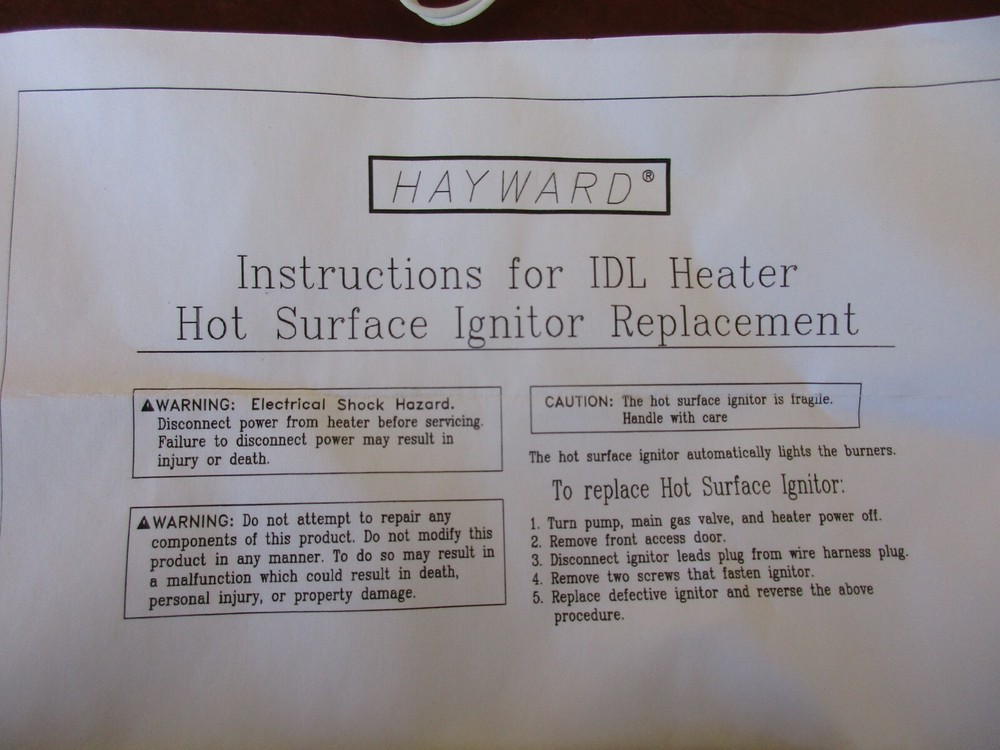 HAYWARD®
Instructions for IDL Heater
Hot Surface Ignitor Replacement
⚠WARNING: Electrical Shock Hazard.
Disconnect power from heater before servicing.
Failure to disconnect power may result in
injury or death.
⚠WARNING: Do not attempt to repair any
components of this product. Do not modify this
product in any manner. To do so may result in
a malfunction which could result in death,
personal injury, or property damage.
CAUTION: The hot surface ignitor is fragile.
Handle with care
The hot surface ignitor automatically lights the burners.
To replace Hot Surface Ignitor:
1. Turn pump, main gas valve, and heater power off.
2. Remove front access door.
3. Disconnect ignitor leads plug from wire harness plug.
4. Remove two screws that fasten ignitor.
5. Replace defective ignitor and reverse the above
procedure.